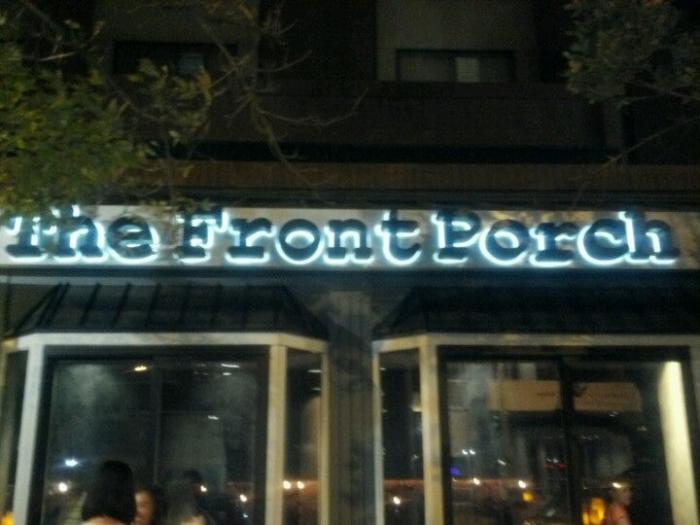 The Front Porch